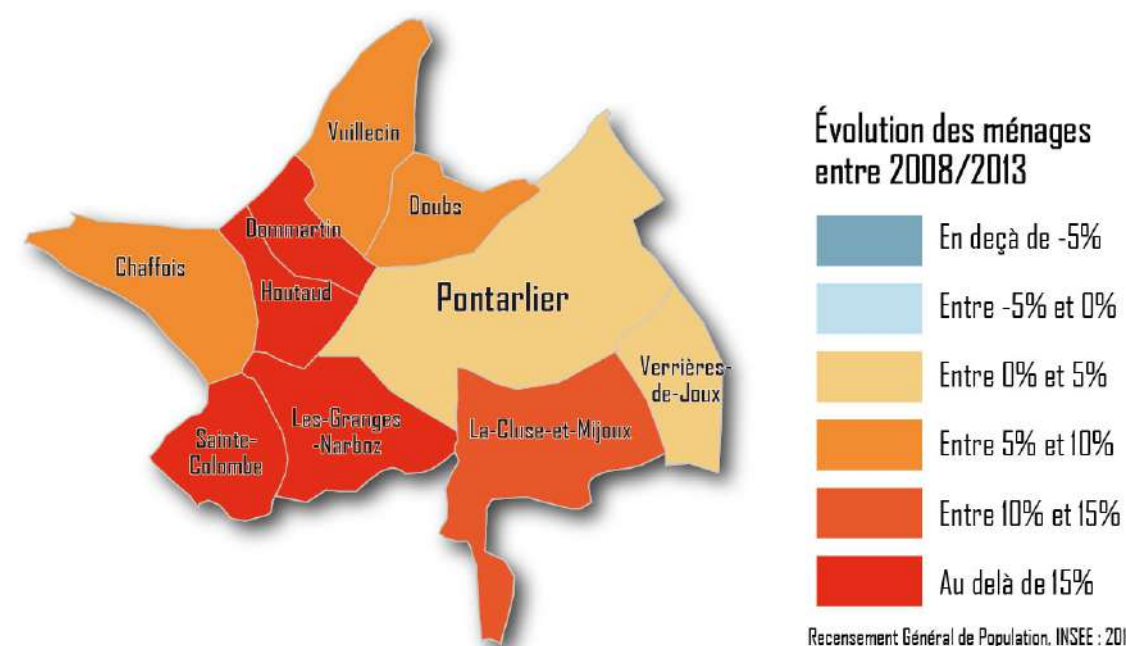 Vuillecin
Doubs
Dommartin
Chaffois
Houtaud
Pontarlier
Verrières-
de-Joux
Les-Granges
-Narboz
La-Cluse-et-Mijoux
Sainte-
Colombe
Évolution des ménages
entre 2008/2013
En deçà de -5%
Entre -5% et 0%
Entre 0% et 5%
Entre 5% et 10%
Entre 10% et 15%
Au delà de 15%
Recensement Général de Population, INSEE : 201